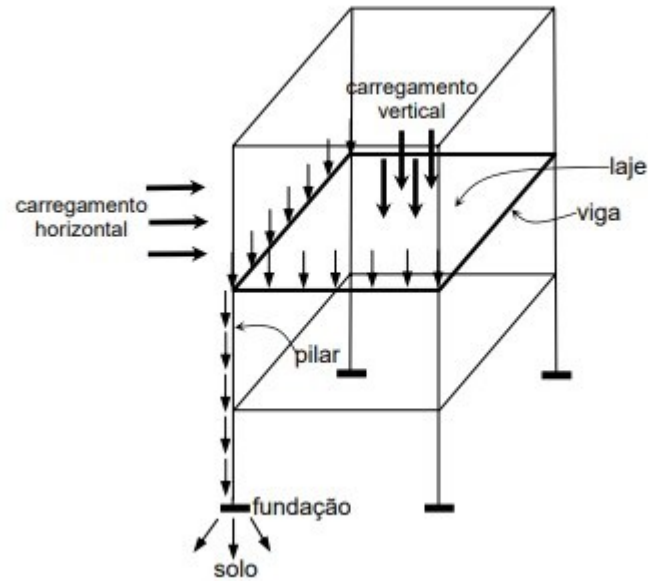 carregamento
vertical
laje
viga
carregamento
horizontal
pilar
fundação
solo